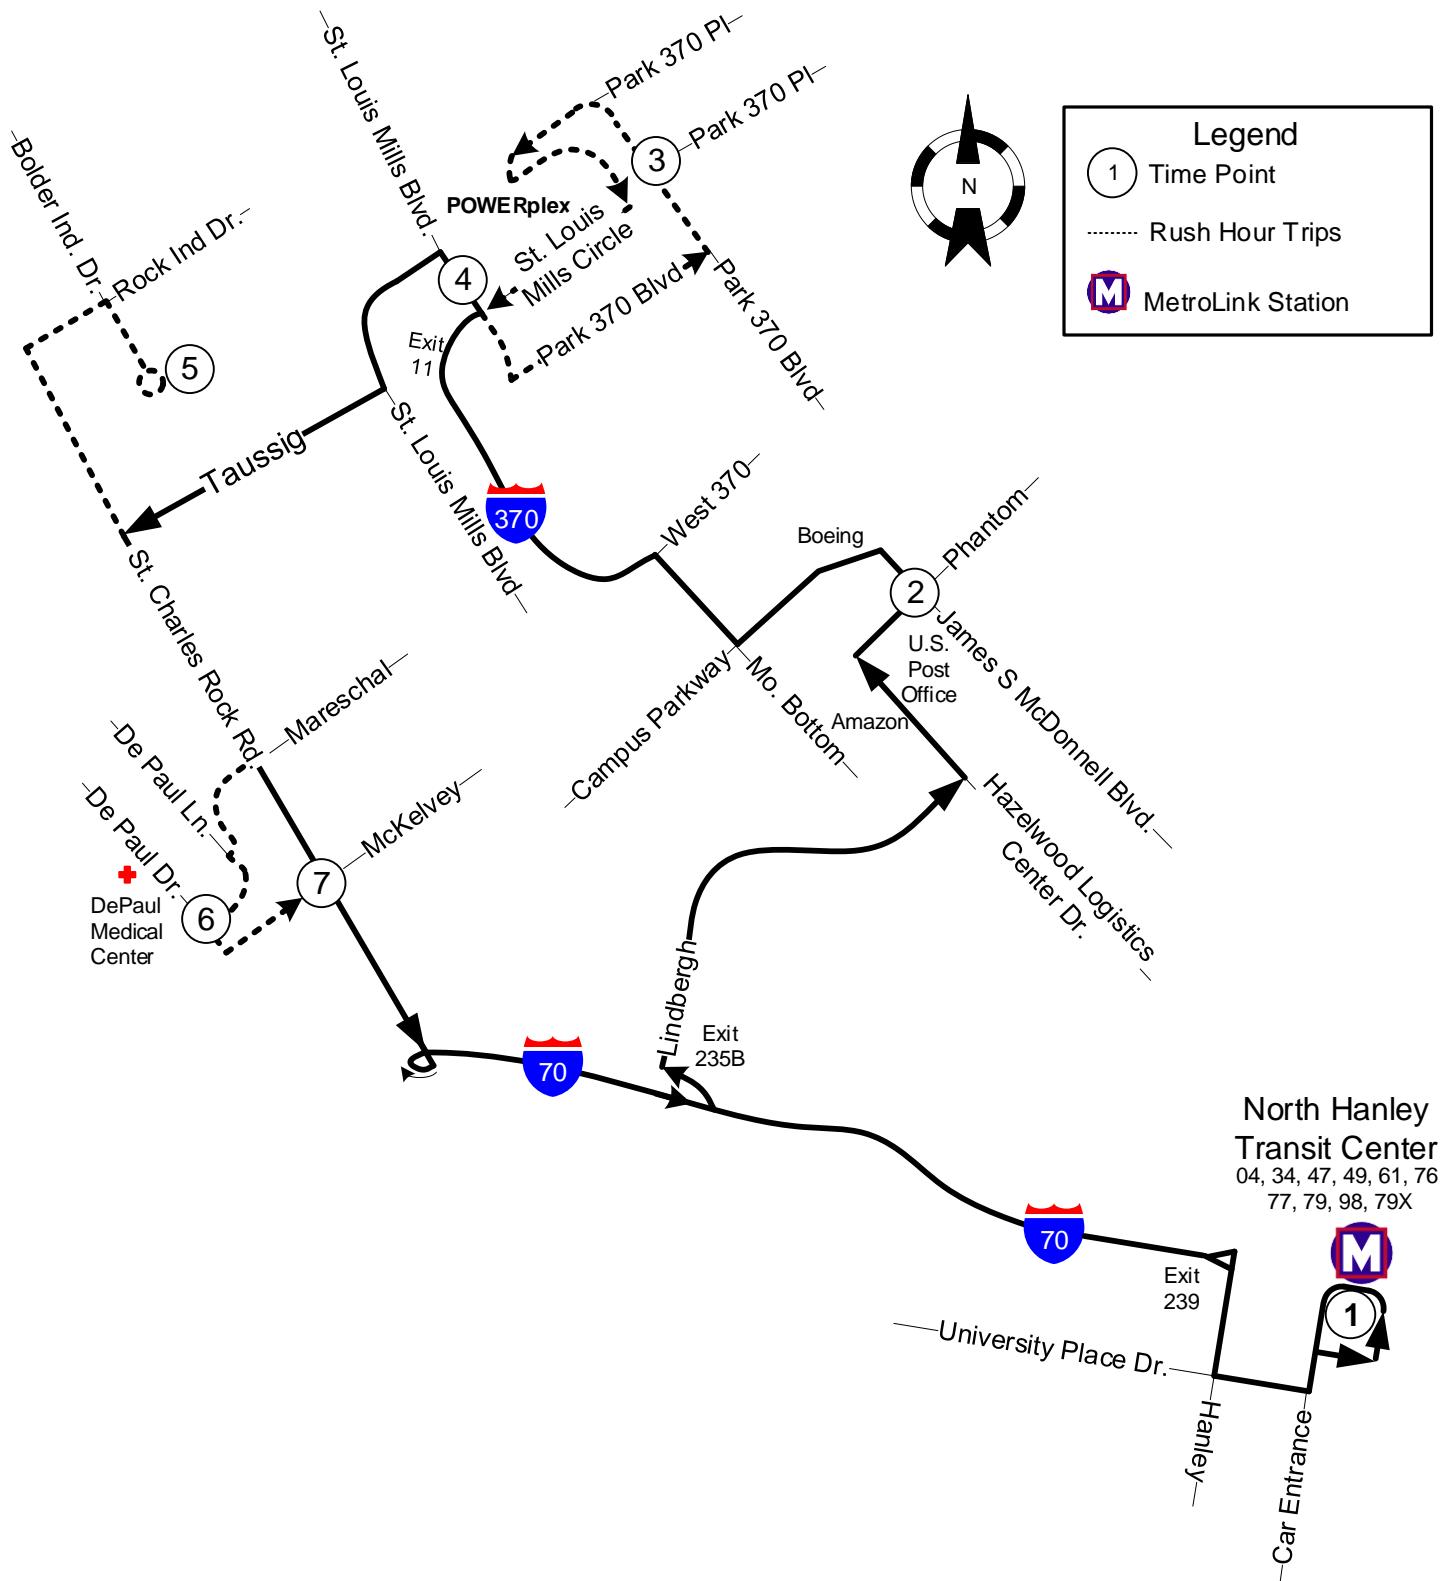 St. Louis Mills Blvd.
Park 370 Pl
Park 370 Pl
Legend
1 Time Point
Rush Hour Trips
M MetroLink Station
N
3
Bolder Ind. Dr.
Rock Ind Dr.
POWERplex
St. Louis
Mills Circle
4
Park 370 Blvd
Park 370 Blvd
Exit
11
5
Taussig
St. Louis Mills Blvd
370
West 370
Boeing
Phantom
2
James S McDonnell Blvd.
U.S.
Post
Office
Amazon
St. Charles Rock Rd.
Mareschal
Campus Parkway
Mo. Bottom
De Paul Ln.
De Paul Dr.
McKelvey
7
Hazelwood Logistics
Center Dr.
DePaul
Medical
Center
6
Lindbergh
Exit
235B
70
North Hanley
Transit Center
04, 34, 47, 49, 61, 76
77, 79, 98, 79X
M
70
Exit
239
1
University Place Dr.
Hanley
Car Entrance